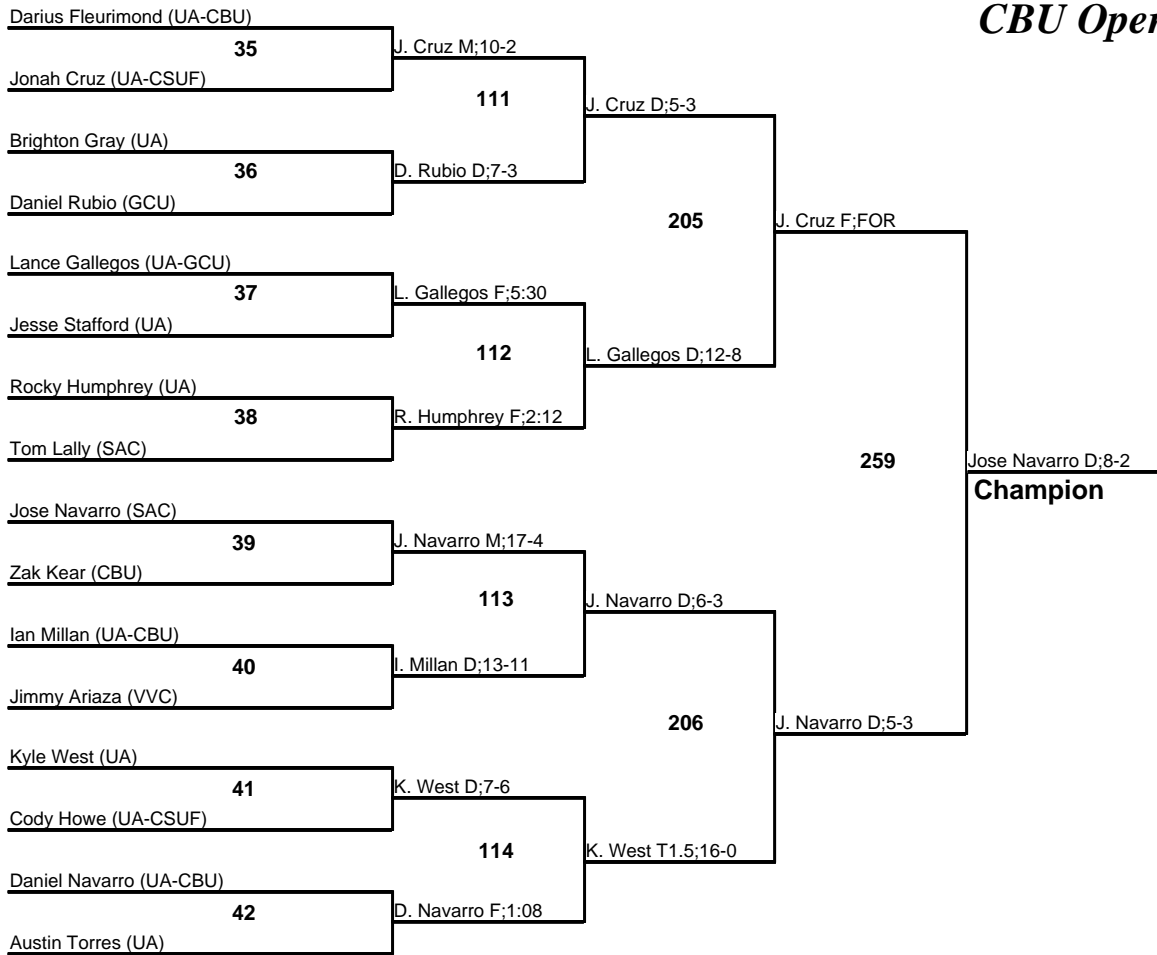 CBU Oper
Darius Fleurimond (UA-CBU)
35
Jonah Cruz (UA-CSUF)
J. Cruz M;10-2
111
Brighton Gray (UA)
36
Daniel Rubio (GCU)
D. Rubio D;7-3
J. Cruz D;5-3
205
Lance Gallegos (UA-GCU)
37
Jesse Stafford (UA)
L. Gallegos F;5:30
112
Rocky Humphrey (UA)
38
Tom Lally (SAC)
R. Humphrey F;2:12
L. Gallegos D;12-8
J. Cruz F;FOR
259
Jose Navarro (SAC)
39
Zak Kear (CBU)
J. Navarro M;17-4
113
Ian Millan (UA-CBU)
40
Jimmy Ariaza (VVC)
I. Millan D;13-11
J. Navarro D;6-3
206
Kyle West (UA)
41
Cody Howe (UA-CSUF)
K. West D;7-6
114
Daniel Navarro (UA-CBU)
42
Austin Torres (UA)
D. Navarro F;1:08
K. West T1.5;16-0
J. Navarro D;5-3
Jose Navarro D;8-2
Champion